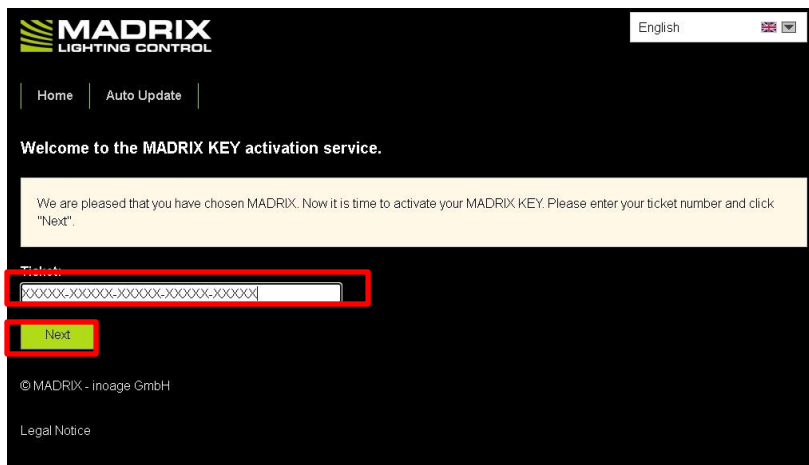 MADRIX
LIGHTING CONTROL
English
Home
Auto Update
Welcome to the MADRIX KEY activation service.
We are pleased that you have chosen MADRIX. Now it is time to activate your MADRIX KEY. Please enter your ticket number and click
"Next".
Ticket:
XXXXX-XXXXX-XXXXX-XXXXX-XXXXX
Next
© MADRIX - inoage GmbH
Legal Notice